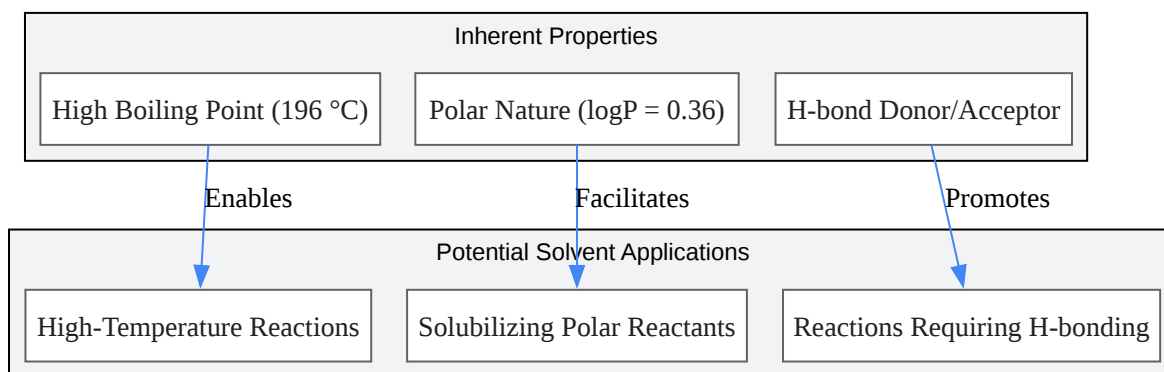 Inherent Properties
High Boiling Point (196 °C)
Polar Nature (logP = 0.36)
H-bond Donor/Acceptor
Enables
Facilitates
Promotes
Potential Solvent Applications
High-Temperature Reactions
Solubilizing Polar Reactants
Reactions Requiring H-bonding